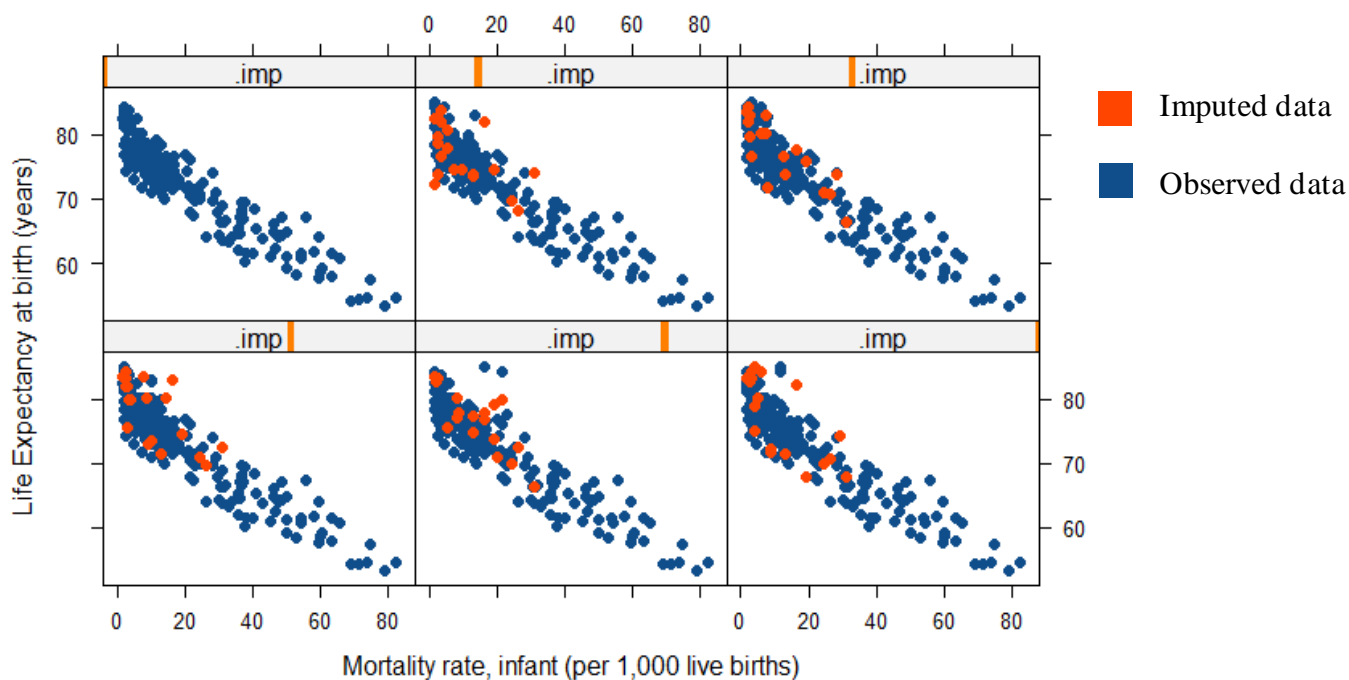 0 20 40 60 80
.imp .imp .imp
80
70
60
Imputed data
Observed data
.imp .imp .imp
80
70
60
0 20 40 60 80 0 20 40 60 80
Life Expectancy at birth (years)
Mortality rate, infant (per 1,000 live births)